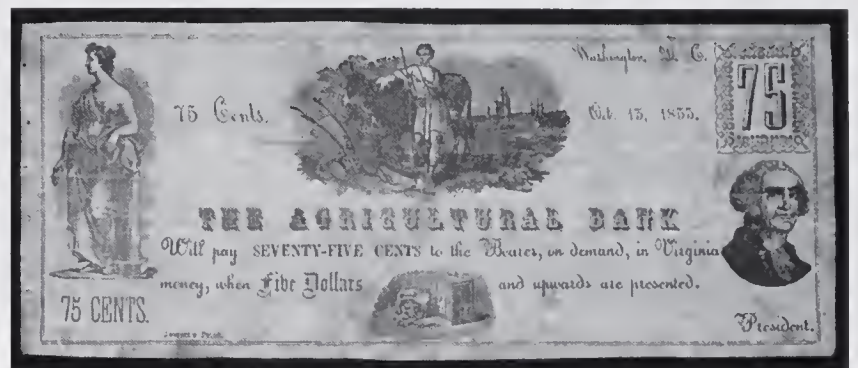 Washington, D. C.
75
75 Cents.
Oct. 15, 1855.
THE AGRICULTURAL BANK
Will pay SEVENTY-FIVE CENTS to the Bearer, on demand, in Virginia
money, when Five Dollars and upwards are presented.
75 CENTS.
President.